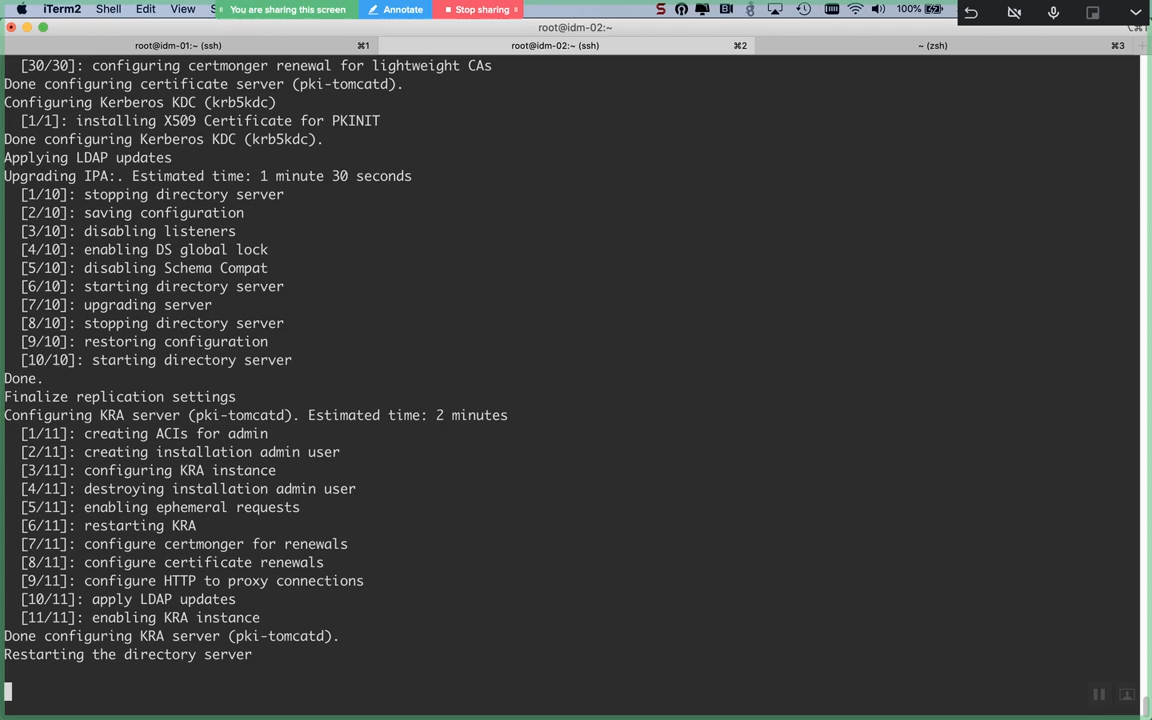 iTerm2 Shell Edit View S You are sharing this screen Annotate Stop sharing 100%
root@idm-02:~
root@idm-01:~ (ssh) ⌘1 root@idm-02:~ (ssh) ⌘2 ~ (zsh) ⌘3
[30/30]: configuring certmonger renewal for lightweight CAs
Done configuring certificate server (pki-tomcatd).
Configuring Kerberos KDC (krb5kdc)
[1/1]: installing X509 Certificate for PKINIT
Done configuring Kerberos KDC (krb5kdc).
Applying LDAP updates
Upgrading IPA:. Estimated time: 1 minute 30 seconds
[1/10]: stopping directory server
[2/10]: saving configuration
[3/10]: disabling listeners
[4/10]: enabling DS global lock
[5/10]: disabling Schema Compat
[6/10]: starting directory server
[7/10]: upgrading server
[8/10]: stopping directory server
[9/10]: restoring configuration
[10/10]: starting directory server
Done.
Finalize replication settings
Configuring KRA server (pki-tomcatd). Estimated time: 2 minutes
[1/11]: creating ACIs for admin
[2/11]: creating installation admin user
[3/11]: configuring KRA instance
[4/11]: destroying installation admin user
[5/11]: enabling ephemeral requests
[6/11]: restarting KRA
[7/11]: configure certmonger for renewals
[8/11]: configure certificate renewals
[9/11]: configure HTTP to proxy connections
[10/11]: apply LDAP updates
[11/11]: enabling KRA instance
Done configuring KRA server (pki-tomcatd).
Restarting the directory server